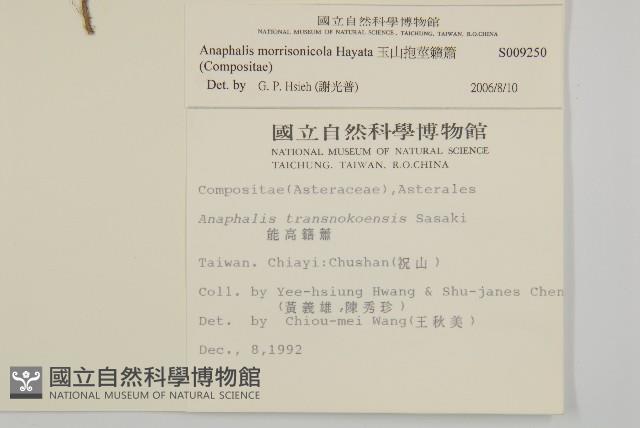 國立自然科學博物館
NATIONAL MUSEUM OF NATURAL SCIENCE, TAICHUNG, TAIWAN, R.O.CHINA
Anaphalis morrisonicola Hayata 玉山抱莖籟簫 S009250
(Compositae)
Det. by G. P. Hsieh (謝光普) 2006/8/10
國立自然科學博物館
NATIONAL MUSEUM OF NATURAL SCIENCE
TAICHUNG, TAIWAN, R.O.CHINA
Compositae(Asteraceae),Asterales
Anaphalis transnokoensis Sasaki
能高籟蕭
Taiwan. Chiayi:Chushan(祝山)
Coll. by Yee-hsiung Hwang & Shu-janes Chen
(黃義雄,陳秀珍)
Det. by Chiou-mei Wang(王秋美)
Dec., 8,1992
國立自然科學博物館
NATIONAL MUSEUM OF NATURAL SCIENCE